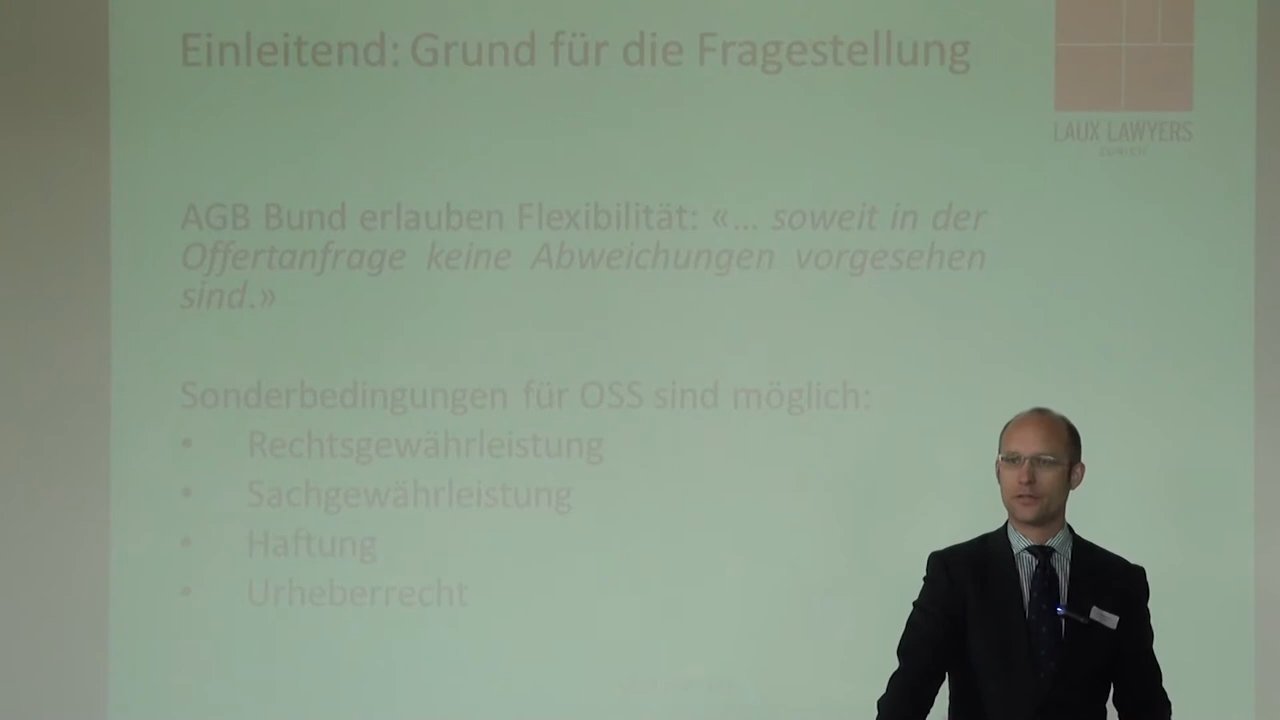 Einleitend: Grund für die Fragestellung
LAUX LAWYERS
ZÜRICH
AGB Bund erlauben Flexibilität: «… soweit in der
Offertanfrage keine Abweichungen vorgesehen
sind.»
Sonderbedingungen für OSS sind möglich:
• Rechtsgewährleistung
• Sachgewährleistung
• Haftung
• Urheberrecht